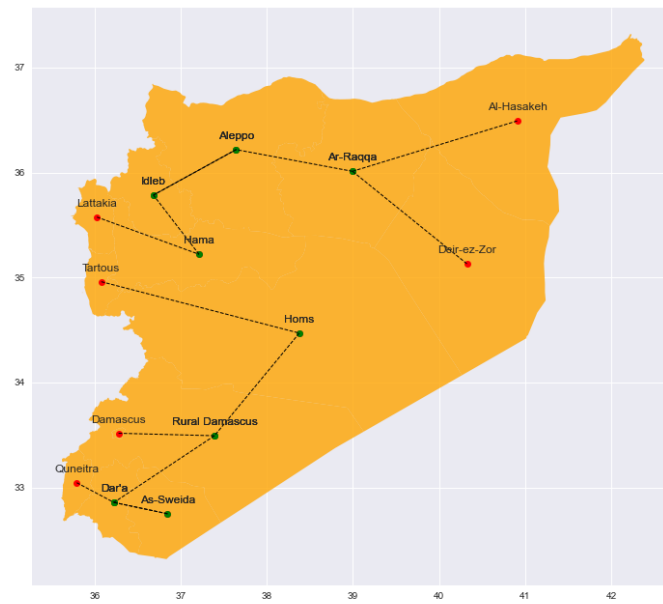 37
36
35
34
33
Al-Hasakeh
Aleppo
Ar-Raqqa
Idleb
Lattakia
Hama
Deir-ez-Zor
Tartous
Homs
Damascus
Rural Damascus
Quneitra
Dar'a
As-Sweida
36 37 38 39 40 41 42